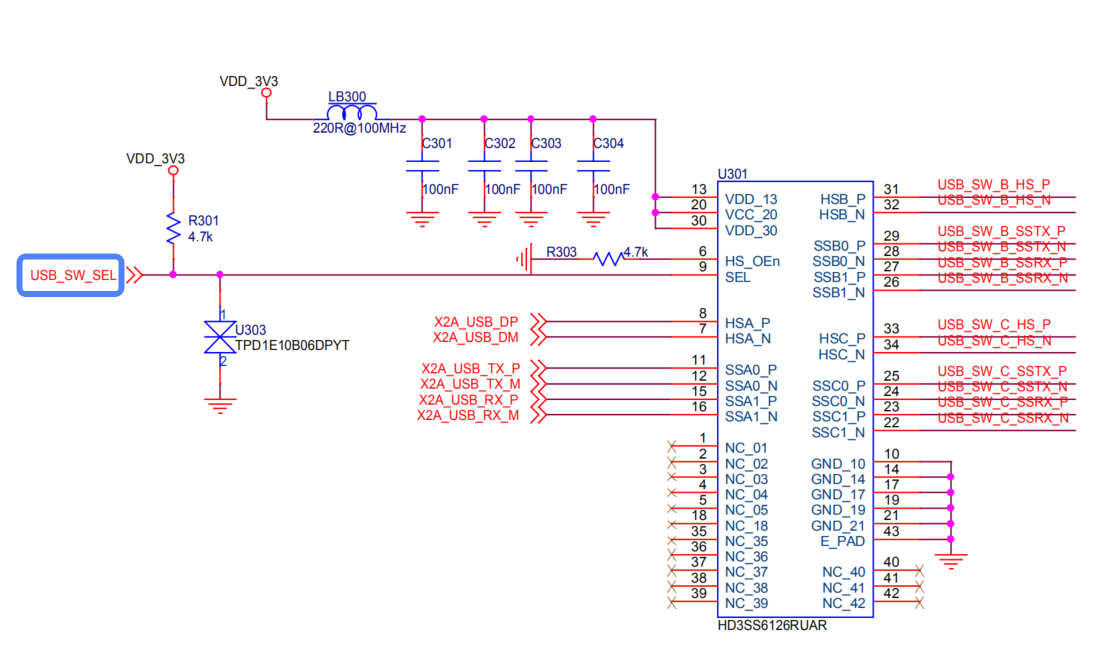 VDD_3V3
LB300
220R@100MHz
C301
C302
C303
C304
100nF
100nF
100nF
100nF
VDD_3V3
R301
4.7k
USB_SW_SEL
1
U303
TPD1E10B06DPYT
2
R303
4.7k
X2A_USB_DP
X2A_USB_DM
X2A_USB_TX_P
X2A_USB_TX_M
X2A_USB_RX_P
X2A_USB_RX_M
U301
13 VDD_13
20 VCC_20
30 VDD_30
6 HS_OEn
9 SEL
8 HSA_P
7 HSA_N
11 SSA0_P
12 SSA0_N
15 SSA1_P
16 SSA1_N
1 NC_01
2 NC_02
3 NC_03
4 NC_04
5 NC_05
18 NC_18
35 NC_35
36 NC_36
37 NC_37
38 NC_38
39 NC_39
HSB_P 31 USB_SW_B_HS_P
HSB_N 32 USB_SW_B_HS_N
SSB0_P 29 USB_SW_B_SSTX_P
SSB0_N 28 USB_SW_B_SSTX_N
SSB1_P 27 USB_SW_B_SSRX_P
SSB1_N 26 USB_SW_B_SSRX_N
HSC_P 33 USB_SW_C_HS_P
HSC_N 34 USB_SW_C_HS_N
SSC0_P 25 USB_SW_C_SSTX_P
SSC0_N 24 USB_SW_C_SSTX_N
SSC1_P 23 USB_SW_C_SSRX_P
SSC1_N 22 USB_SW_C_SSRX_N
GND_10 10
GND_14 14
GND_17 17
GND_19 19
GND_21 21
E_PAD 43
NC_40 40
NC_41 41
NC_42 42
HD3SS6126RUAR